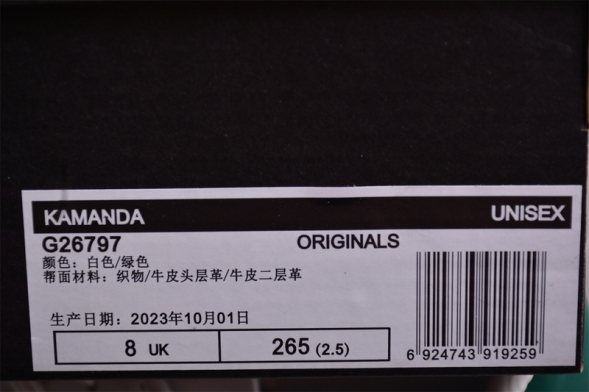 KAMANDA UNISEX
G26797 ORIGINALS
颜色：白色/绿色
帮面材料：织物/牛皮头层革/牛皮二层革
生产日期：2023年10月01日
8 UK 265 (2.5)
6 924743 919259